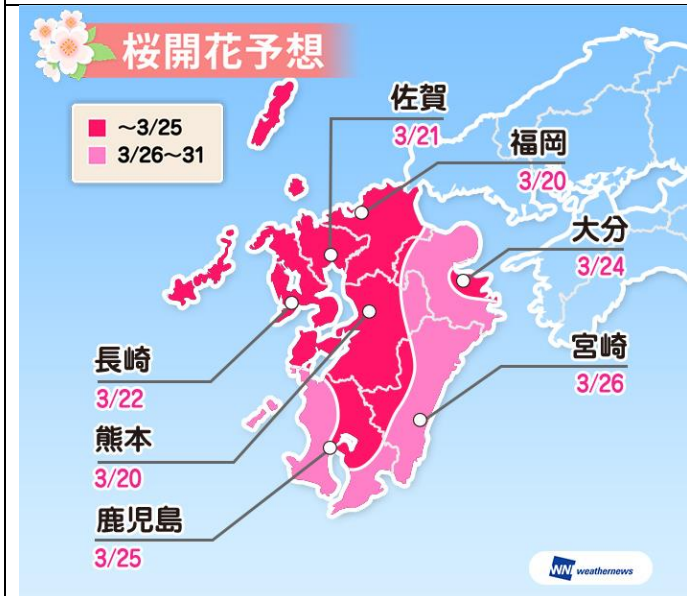 桜開花予想
～3/25
3/26～31
佐賀
3/21
福岡
3/20
大分
3/24
宮崎
3/26
長崎
3/22
熊本
3/20
鹿児島
3/25
WNI weathernews